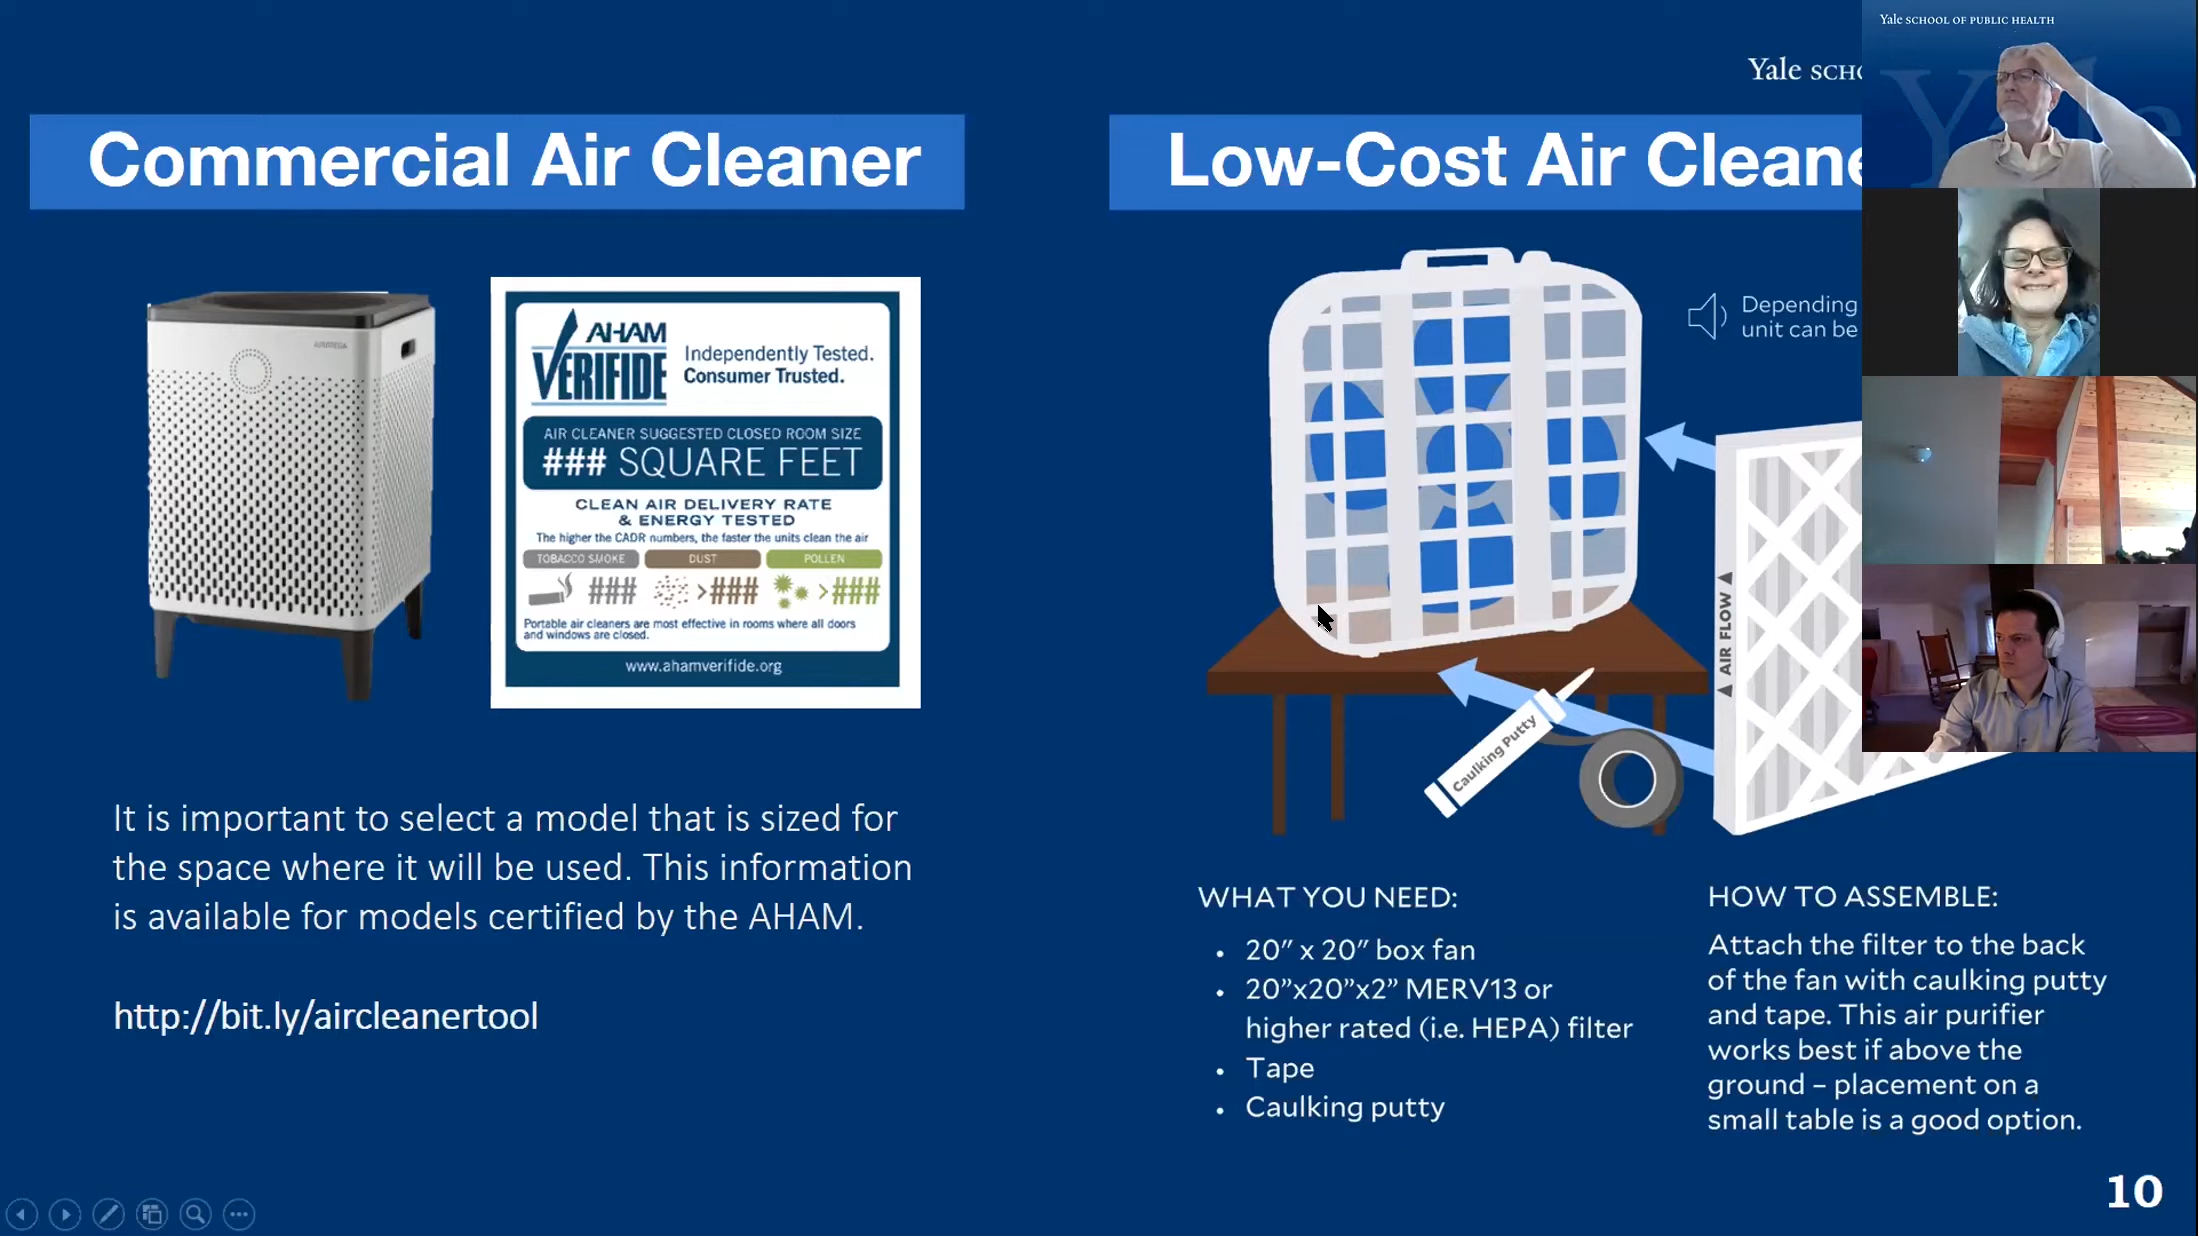 Yale SCHOOL OF PUBLIC HEALTH
Yale SCHO
Commercial Air Cleaner
Low-Cost Air Cleane
AIRMEGA
AHAM
VERIFIDE
Independently Tested.
Consumer Trusted.
AIR CLEANER SUGGESTED CLOSED ROOM SIZE
### SQUARE FEET
CLEAN AIR DELIVERY RATE
& ENERGY TESTED
The higher the CADR numbers, the faster the units clean the air
TOBACCO SMOKE DUST POLLEN
### >### >###
Portable air cleaners are most effective in rooms where all doors
and windows are closed.
www.ahamverifide.org
Depending
unit can be
AIR FLOW
Caulking Putty
It is important to select a model that is sized for
the space where it will be used. This information
is available for models certified by the AHAM.
http://bit.ly/aircleanertool
WHAT YOU NEED:
• 20” x 20” box fan
• 20”x20”x2” MERV13 or
higher rated (i.e. HEPA) filter
• Tape
• Caulking putty
HOW TO ASSEMBLE:
Attach the filter to the back
of the fan with caulking putty
and tape. This air purifier
works best if above the
ground – placement on a
small table is a good option.
10